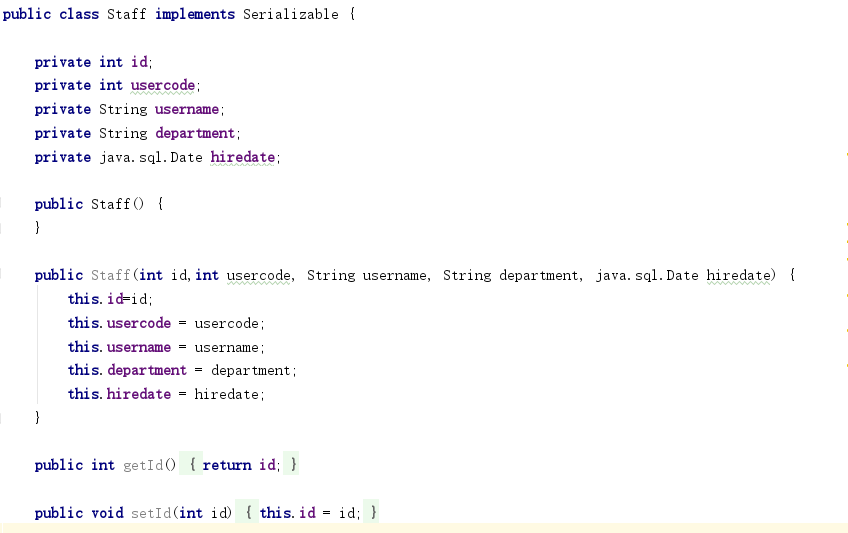 public class Staff implements Serializable {
private int id;
private int usercode;
private String username;
private String department;
private java.sql.Date hiredate;
public Staff() {
}
public Staff(int id,int usercode, String username, String department, java.sql.Date hiredate) {
this.id=id;
this.usercode = usercode;
this.username = username;
this.department = department;
this.hiredate = hiredate;
}
public int getId() { return id; }
public void setId(int id) { this.id = id; }